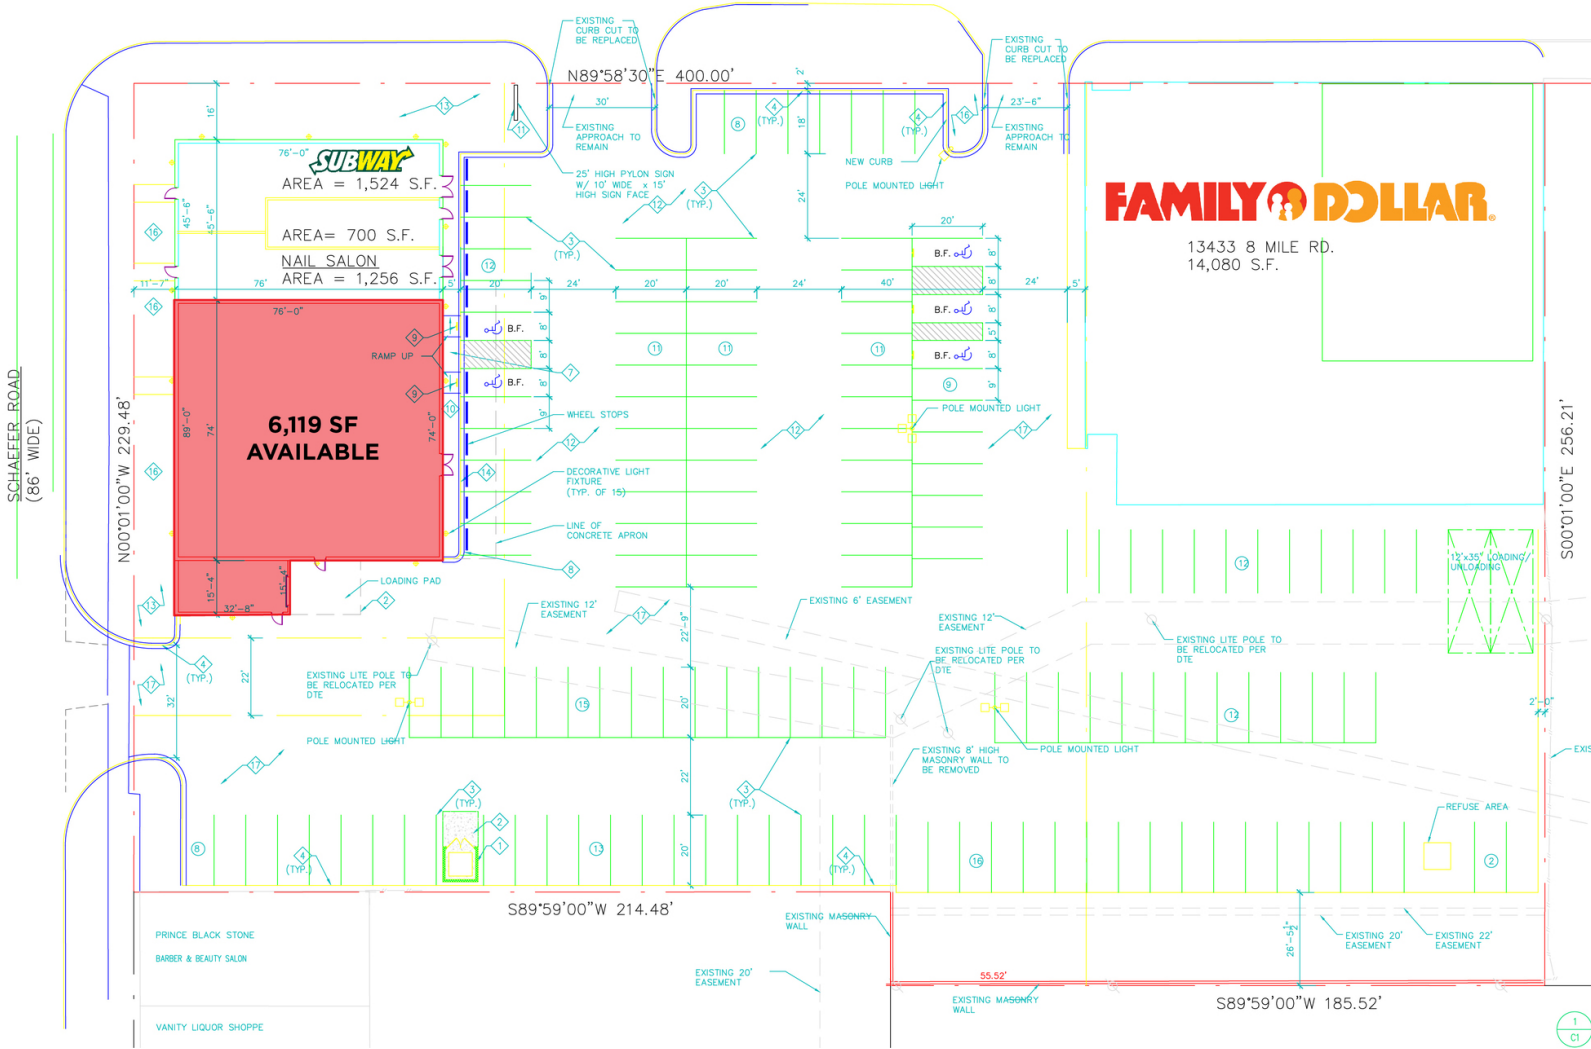 EXISTING
CURB CUT TO
BE REPLACED
N89°58'30"E 400.00'
EXISTING
CURB CUT TO
BE REPLACED
2'
30'
23'-6"
16'
13
11
4
(TYP.)
8
18'
4
(TYP.)
16
EXISTING
APPROACH TO
REMAIN
EXISTING
APPROACH TO
REMAIN
76'-0"
SUBWAY
AREA = 1,524 S.F.
25' HIGH PYLON SIGN
W/ 10' WIDE x 15'
HIGH SIGN FACE
NEW CURB
POLE MOUNTED LIGHT
3
(TYP.)
12
24'
FAMILY DOLLAR
13433 8 MILE RD.
14,080 S.F.
45'-6"
45'-6"
16
AREA= 700 S.F.
NAIL SALON
AREA = 1,256 S.F.
3
(TYP.)
12
20'
B.F.
8'
8'
11'-7"
76'
5'
20'
24'
20'
20'
24'
40'
24'
5'
16
76'-0"
9'
B.F.
8'
B.F.
8'
5'
9
RAMP UP
8'
11
11
11
B.F.
8'
7
9
B.F.
8'
9
9'
10
9'
POLE MOUNTED LIGHT
SCHAEFER ROAD
(86' WIDE)
N00°01'00"W 229.48'
89'-0"
74'
6,119 SF
AVAILABLE
74'-0"
WHEEL STOPS
12
12
17
16
14
DECORATIVE LIGHT
FIXTURE
(TYP. OF 15)
S00°01'00"E 256.21'
LINE OF
CONCRETE APRON
8
12
12'x35' LOADING/
UNLOADING
15'-4"
15'-4"
32'-8"
LOADING PAD
2
13
EXISTING 12'
EASEMENT
17
EXISTING 6' EASEMENT
EXISTING 12'
EASEMENT
22'-9"
EXISTING LITE POLE TO
BE RELOCATED PER
DTE
EXISTING LITE POLE TO
BE RELOCATED PER
DTE
4
(TYP.)
17
32'
22'
EXISTING LITE POLE TO
BE RELOCATED PER
DTE
15
20'
12
2'-0"
POLE MOUNTED LIGHT
POLE MOUNTED LIGHT
EXISTING 8' HIGH
MASONRY WALL TO
BE REMOVED
17
22'
3
(TYP.)
3
(TYP.)
REFUSE AREA
2
1
8
4
(TYP.)
13
20'
4
(TYP.)
16
2
S89°59'00"W 214.48'
EXISTING MASONRY
WALL
26'-5 1/2"
EXISTING 20'
EASEMENT
EXISTING 22'
EASEMENT
PRINCE BLACK STONE
BARBER & BEAUTY SALON
EXISTING 20'
EASEMENT
55.52'
EXISTING MASONRY
WALL
S89°59'00"W 185.52'
VANITY LIQUOR SHOPPE
1
C1